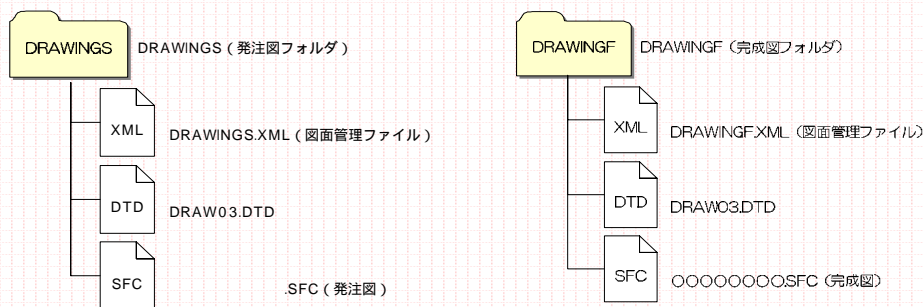 DRAWINGS
DRAWINGS(発注図フォルダ)
XML
DRAWINGS.XML(図面管理ファイル)
DTD
DRAW03.DTD
SFC
.SFC(発注図)
DRAWINGF
DRAWINGF(完成図フォルダ)
XML
DRAWINGF.XML(図面管理ファイル)
DTD
DRAW03.DTD
SFC
○○○○○○○○.SFC(完成図)